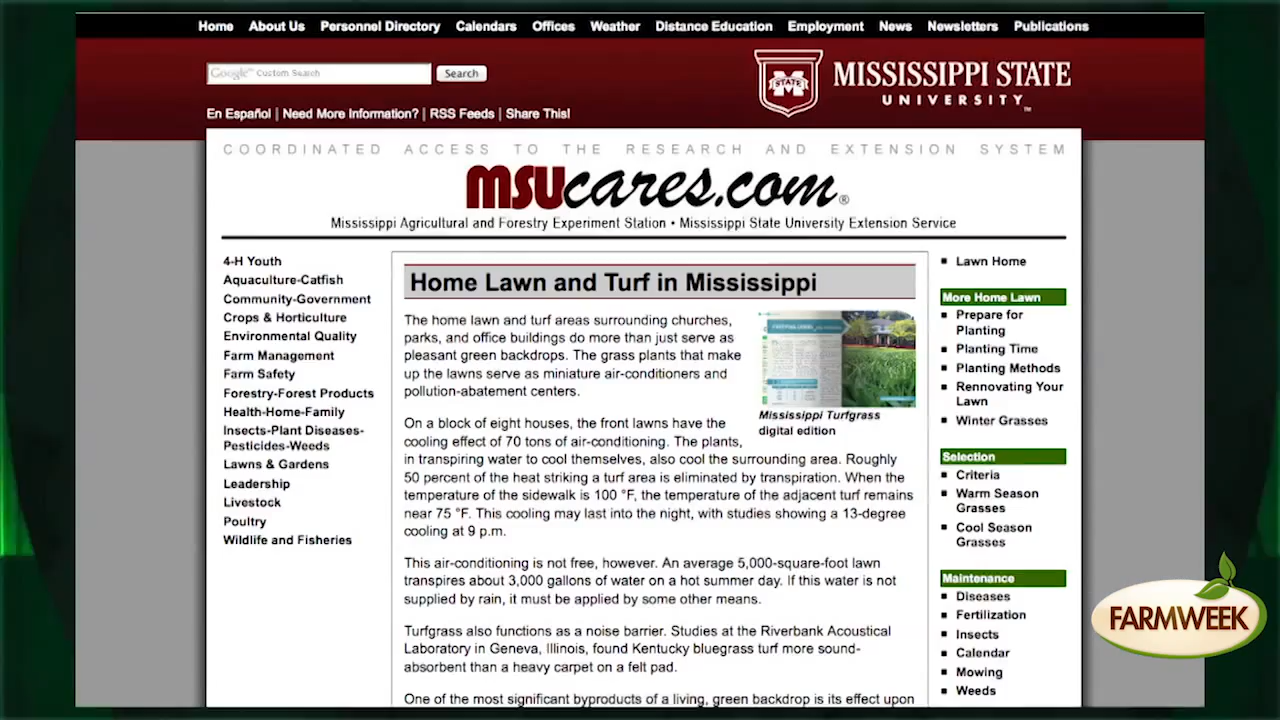 Home About Us Personnel Directory Calendars Offices Weather Distance Education Employment News Newsletters Publications
Google™ Custom Search Search
STATE
M
MISSISSIPPI STATE
UNIVERSITY™
En Español | Need More Information? | RSS Feeds | Share This!
COORDINATED ACCESS TO THE RESEARCH AND EXTENSION SYSTEM
MSUcares.com®
Mississippi Agricultural and Forestry Experiment Station • Mississippi State University Extension Service
4-H Youth
Aquaculture-Catfish
Community-Government
Crops & Horticulture
Environmental Quality
Farm Management
Farm Safety
Forestry-Forest Products
Health-Home-Family
Insects-Plant Diseases-
Pesticides-Weeds
Lawns & Gardens
Leadership
Livestock
Poultry
Wildlife and Fisheries
Home Lawn and Turf in Mississippi
The home lawn and turf areas surrounding churches,
parks, and office buildings do more than just serve as
pleasant green backdrops. The grass plants that make
up the lawns serve as miniature air-conditioners and
pollution-abatement centers.
Mississippi Turfgrass
digital edition
On a block of eight houses, the front lawns have the
cooling effect of 70 tons of air-conditioning. The plants,
in transpiring water to cool themselves, also cool the surrounding area. Roughly
50 percent of the heat striking a turf area is eliminated by transpiration. When the
temperature of the sidewalk is 100 °F, the temperature of the adjacent turf remains
near 75 °F. This cooling may last into the night, with studies showing a 13-degree
cooling at 9 p.m.
This air-conditioning is not free, however. An average 5,000-square-foot lawn
transpires about 3,000 gallons of water on a hot summer day. If this water is not
supplied by rain, it must be applied by some other means.
Turfgrass also functions as a noise barrier. Studies at the Riverbank Acoustical
Laboratory in Geneva, Illinois, found Kentucky bluegrass turf more sound-
absorbent than a heavy carpet on a felt pad.
One of the most significant byproducts of a living, green backdrop is its effect upon
Lawn Home
More Home Lawn
Prepare for
Planting
Planting Time
Planting Methods
Rennovating Your
Lawn
Winter Grasses
Selection
Criteria
Warm Season
Grasses
Cool Season
Grasses
Maintenance
Diseases
Fertilization
Insects
Calendar
Mowing
Weeds
FARMWEEK